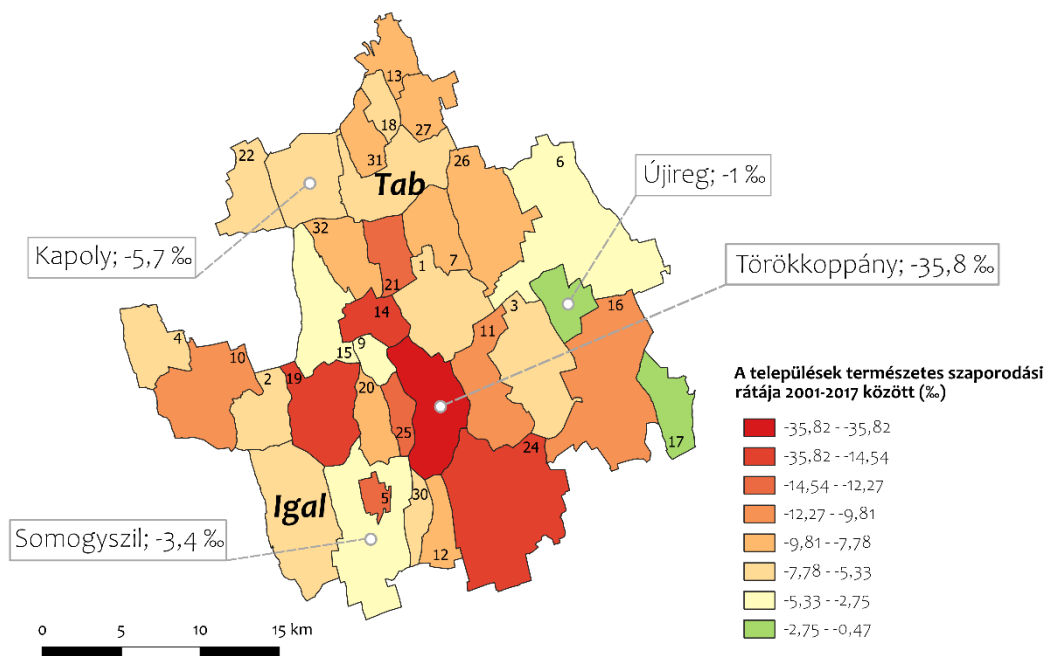 13
18
27
22
31
26
6
Tab
Újireg; -1 ‰
Kapoly; -5,7 ‰
32
7
1
21
Törökkoppány; -35,8 ‰
3
16
14
11
4
10
15
9
2
19
20
25
24
17
Igal
5
30
12
Somogyszil; -3,4 ‰
A települések természetes szaporodási
rátája 2001-2017 között (‰)
-35,82 - -35,82
-35,82 - -14,54
-14,54 - -12,27
-12,27 - -9,81
-9,81 - -7,78
-7,78 - -5,33
-5,33 - -2,75
-2,75 - -0,47
0 5 10 15 km